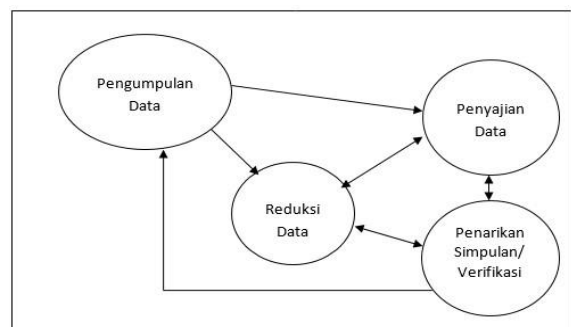 Pengumpulan
Data
Penyajian
Data
Reduksi
Data
Penarikan
Simpulan/
Verifikasi